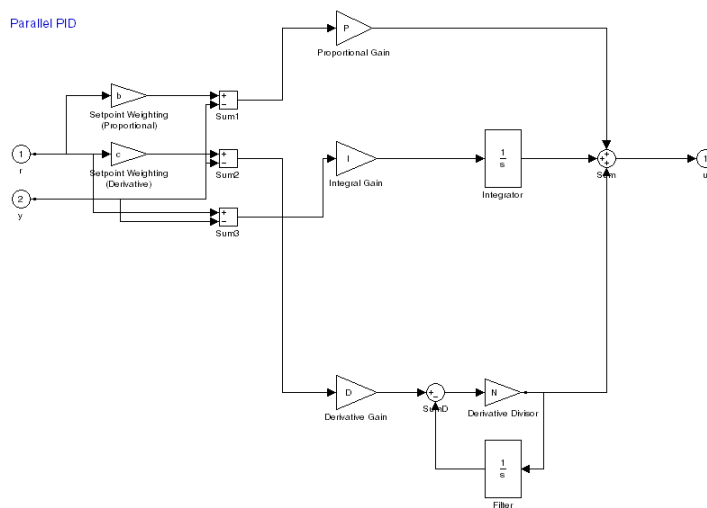 Parallel PID
P
Proportional Gain
b
Setpoint Weighting
(Proportional)
+
−
Sum1
1
r
c
Setpoint Weighting
(Derivative)
+
−
Sum2
I
Integral Gain
1
s
Integrator
+
+
+
Sum
1
u
2
y
+
−
Sum3
D
Derivative Gain
+
−
SumD
N
Derivative Divisor
1
s
Filter